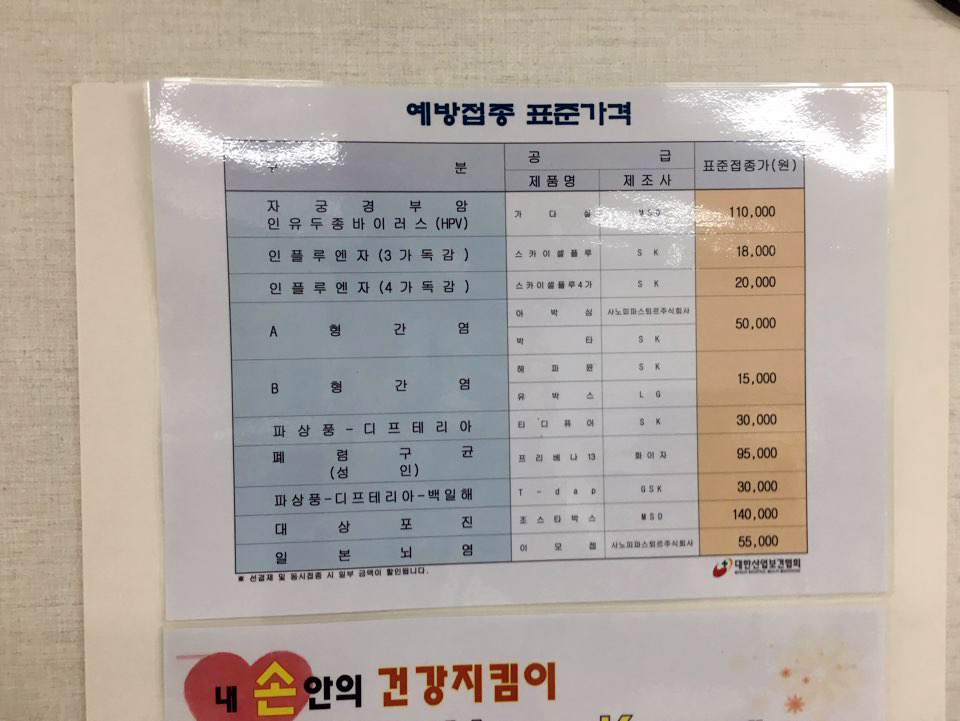 예방접종 표준가격
구 분 공 급 표준접종가(원)
제품명 제조사
자궁경부암
인유두종바이러스(HPV) 가다실 MSD 110,000
인플루엔자(3가독감) 스카이셀플루 SK 18,000
인플루엔자(4가독감) 스카이셀플루4가 SK 20,000
A형간염 아박심 사노피파스퇴르주식회사 50,000
박타 SK
B형간염 헤파뮨 SK 15,000
유박스 LG
파상풍-디프테리아 티디퓨어 SK 30,000
폐렴구균
(성인) 프리베나13 화이자 95,000
파상풍-디프테리아-백일해 T-dap GSK 30,000
대상포진 조스타박스 MSD 140,000
일본뇌염 이모젭 사노피파스퇴르주식회사 55,000
※ 선결제 및 동시접종 시 일부 금액이 할인됩니다.
대한산업보건협회
내 손안의 건강지킴이